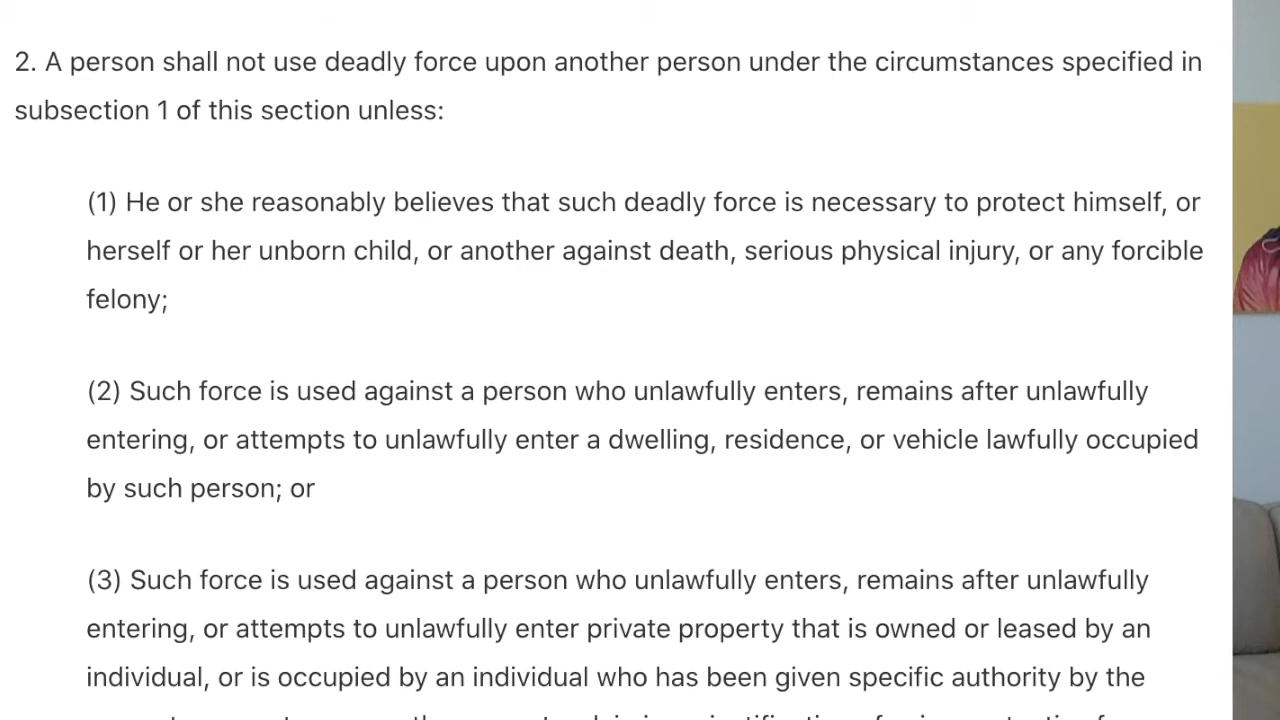 2. A person shall not use deadly force upon another person under the circumstances specified in
subsection 1 of this section unless:
(1) He or she reasonably believes that such deadly force is necessary to protect himself, or
herself or her unborn child, or another against death, serious physical injury, or any forcible
felony;
(2) Such force is used against a person who unlawfully enters, remains after unlawfully
entering, or attempts to unlawfully enter a dwelling, residence, or vehicle lawfully occupied
by such person; or
(3) Such force is used against a person who unlawfully enters, remains after unlawfully
entering, or attempts to unlawfully enter private property that is owned or leased by an
individual, or is occupied by an individual who has been given specific authority by the